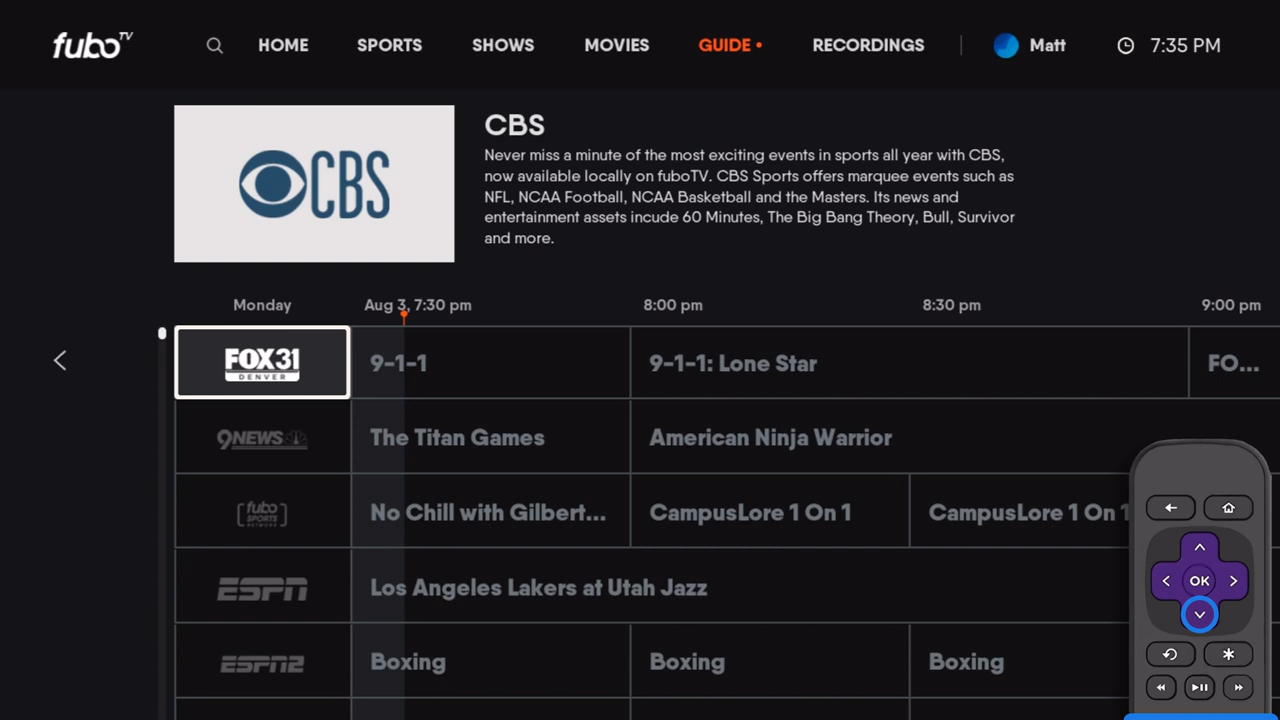 fuboTV HOME SPORTS SHOWS MOVIES GUIDE • RECORDINGS Matt 7:35 PM
CBS
CBS
Never miss a minute of the most exciting events in sports all year with CBS,
now available locally on fuboTV. CBS Sports offers marquee events such as
NFL, NCAA Football, NCAA Basketball and the Masters. Its news and
entertainment assets incude 60 Minutes, The Big Bang Theory, Bull, Survivor
and more.
Monday Aug 3, 7:30 pm 8:00 pm 8:30 pm 9:00 pm
FOX31
DENVER
9-1-1 9-1-1: Lone Star FO...
9NEWS The Titan Games American Ninja Warrior
fubo
SPORTS
NETWORK
No Chill with Gilbert... CampusLore 1 On 1 CampusLore 1 On 1
ESPN Los Angeles Lakers at Utah Jazz
ESPN2 Boxing Boxing Boxing
OK